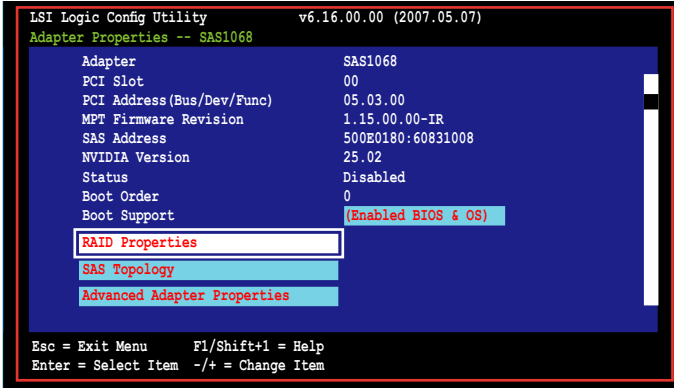 LSI Logic Config Utility v6.16.00.00 (2007.05.07)
Adapter Properties -- SAS1068
Adapter SAS1068
PCI Slot 00
PCI Address(Bus/Dev/Func) 05.03.00
MPT Firmware Revision 1.15.00.00-IR
SAS Address 500E0180:60831008
NVIDIA Version 25.02
Status Disabled
Boot Order 0
Boot Support (Enabled BIOS & OS)
RAID Properties
SAS Topology
Advanced Adapter Properties
Esc = Exit Menu F1/Shift+1 = Help
Enter = Select Item -/+ = Change Item